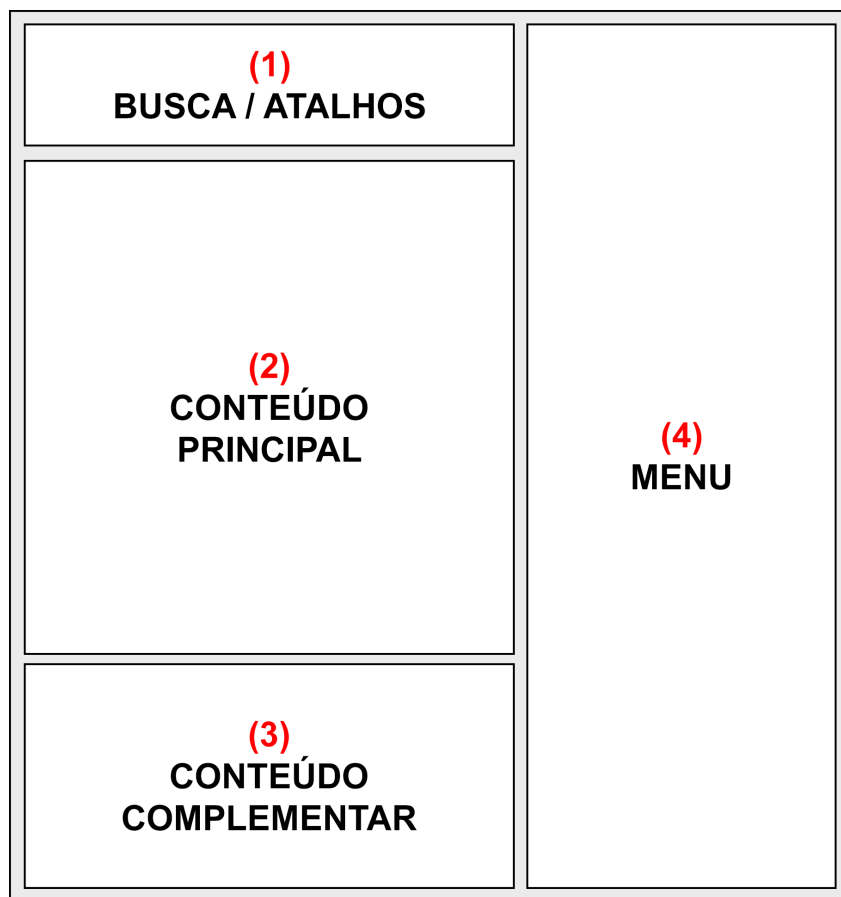 (1)
BUSCA / ATALHOS
(2)
CONTEÚDO
PRINCIPAL
(3)
CONTEÚDO
COMPLEMENTAR
(4)
MENU